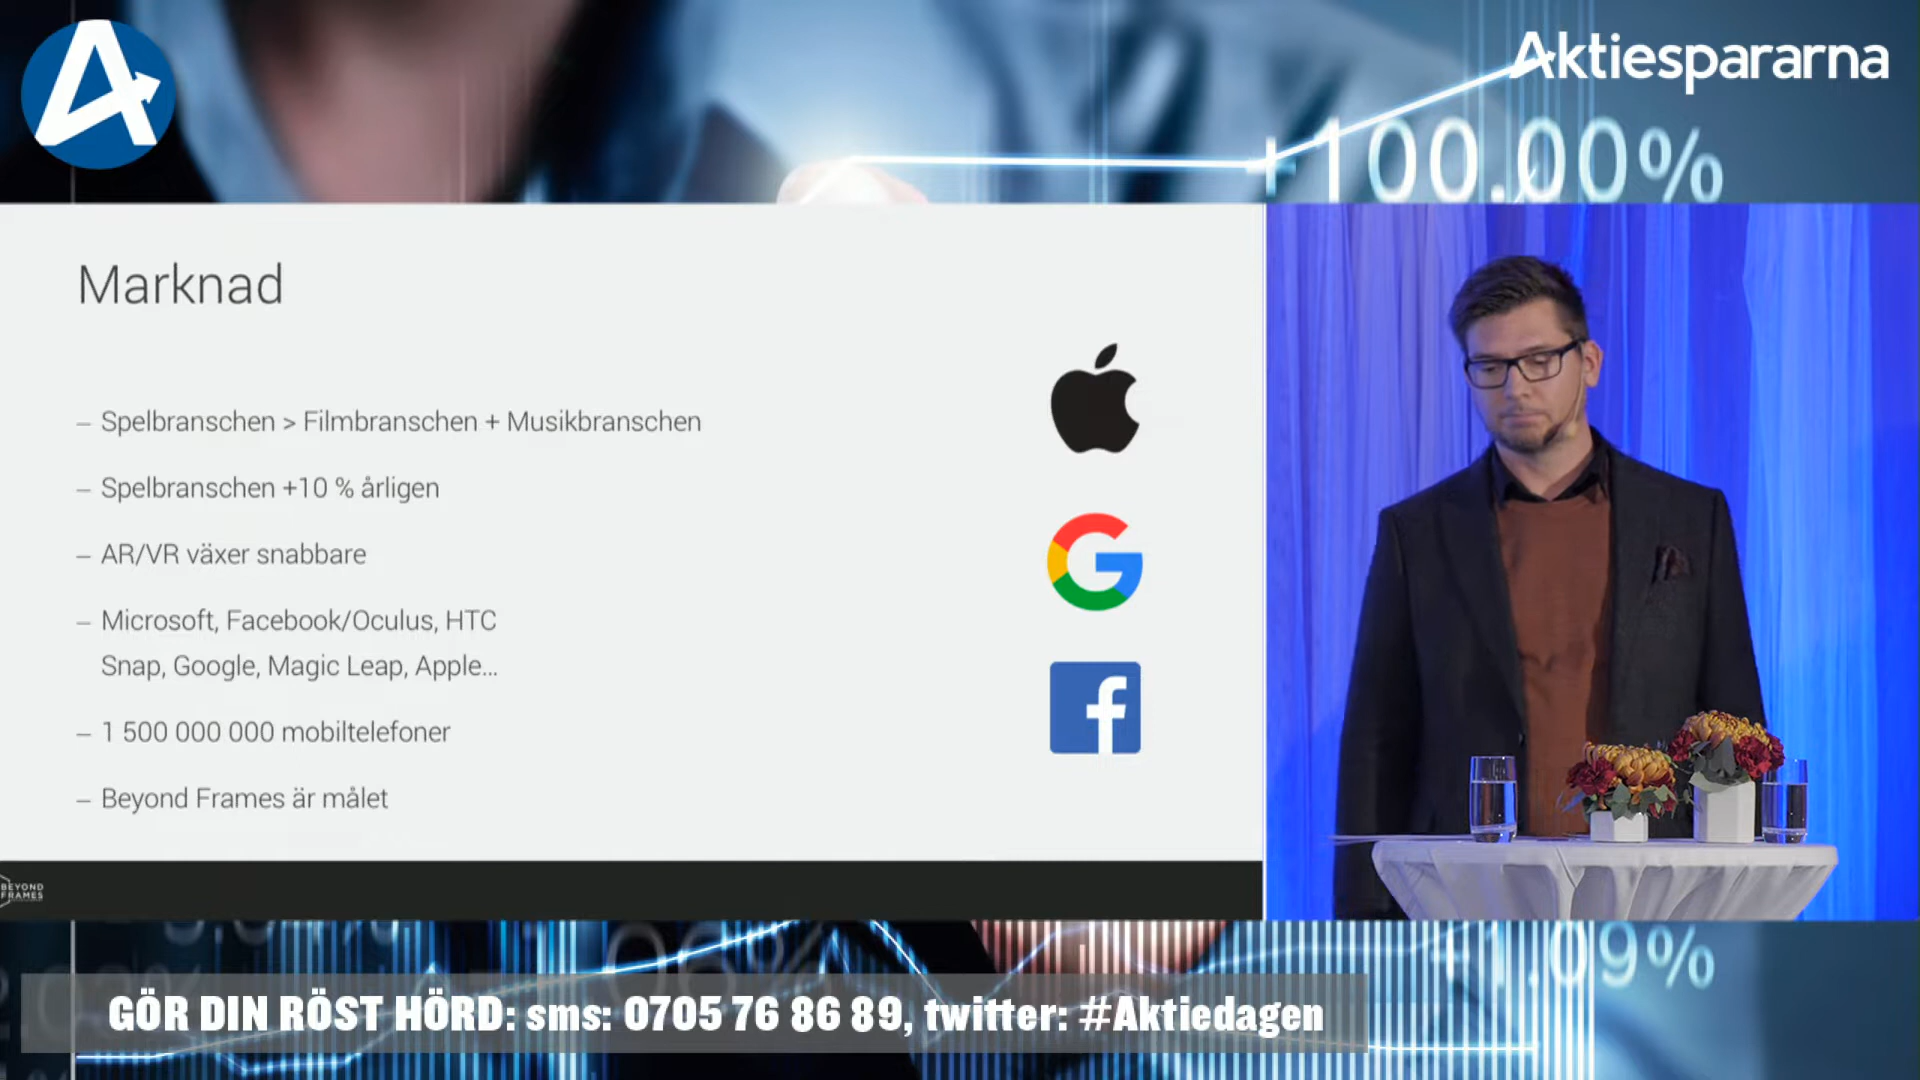 Aktiespararna
+100.00%
Marknad
– Spelbranschen > Filmbranschen + Musikbranschen
– Spelbranschen +10 % årligen
– AR/VR växer snabbare
– Microsoft, Facebook/Oculus, HTC
Snap, Google, Magic Leap, Apple...
– 1 500 000 000 mobiltelefoner
– Beyond Frames är målet
BEYOND
FRAMES
+1.09%
GÖR DIN RÖST HÖRD: sms: 0705 76 86 89, twitter: #Aktiedagen